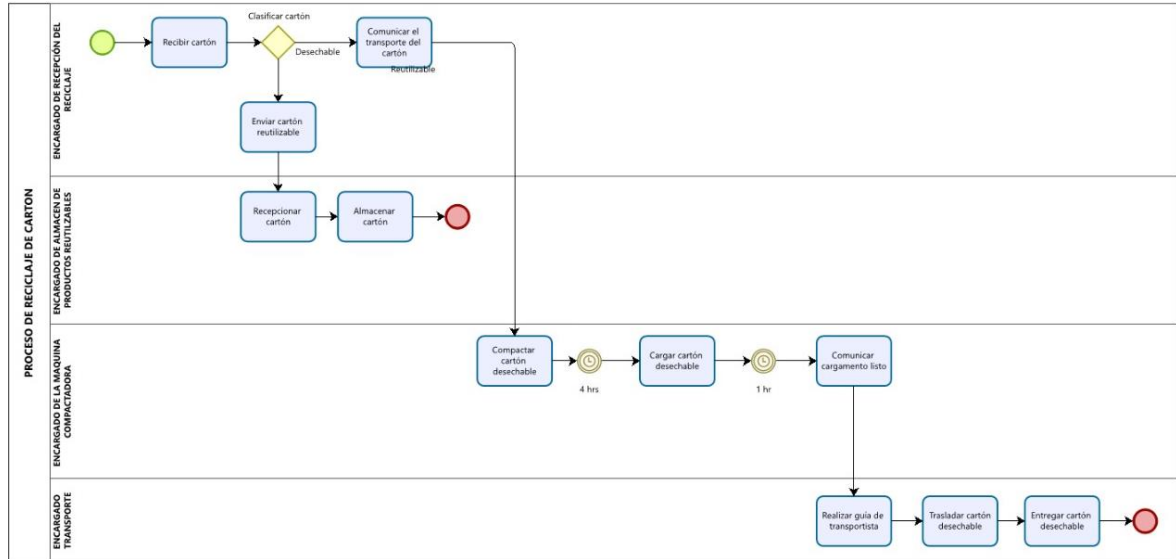 PROCESO DE RECICLAJE DE CARTON
ENCARGADO DE RECEPCIÓN DEL
RECICLAJE
Clasificar cartón
Recibir cartón
Desechable
Comunicar el
transporte del
cartón
Reutilizable
Enviar cartón
reutilizable
ENCARGADO DE ALMACEN DE
PRODUCTOS REUTILZABLES
Recepcionar
cartón
Almacenar
cartón
ENCARGADO DE LA MAQUINA
COMPACTADORA
Compactar
cartón
desechable
4 hrs
Cargar cartón
desechable
1 hr
Comunicar
cargamento listo
ENCARGADO
TRANSPORTE
Realizar guía de
transportista
Trasladar cartón
desechable
Entregar cartón
desechable